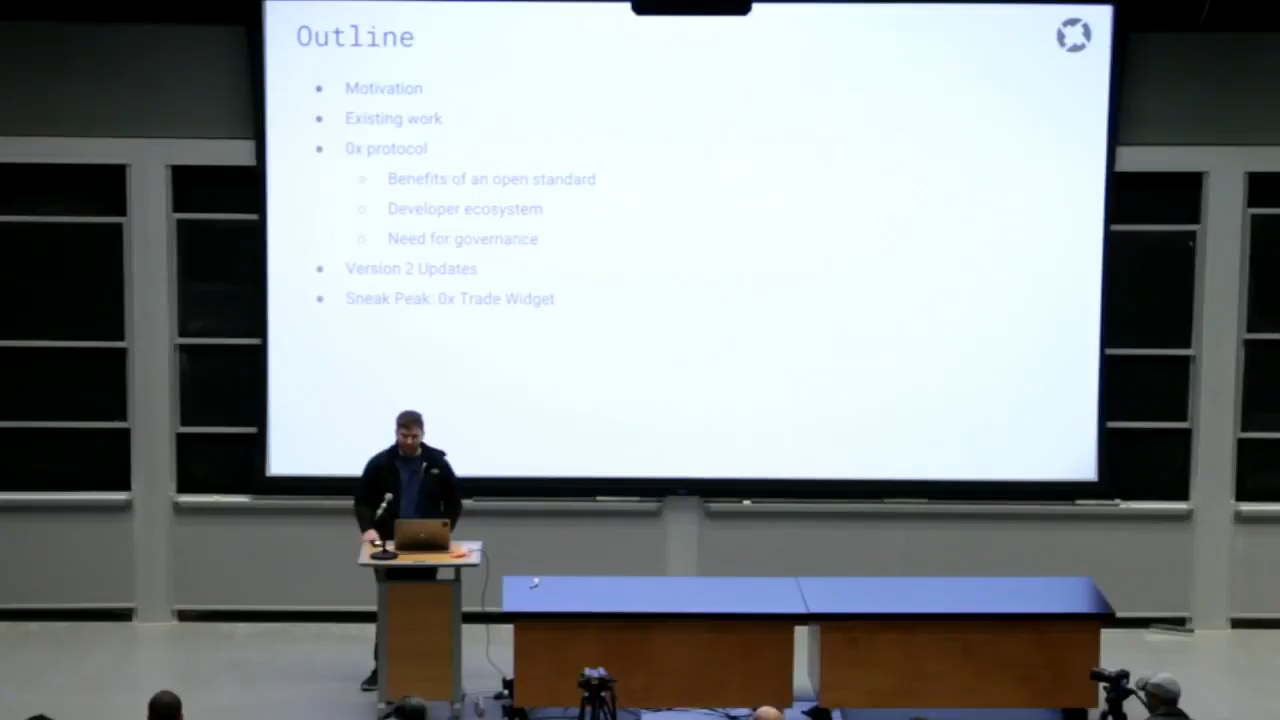 Outline
Motivation
Existing work
0x protocol
Benefits of an open standard
Developer ecosystem
Need for governance
Version 2 Updates
Sneak Peak: 0x Trade Widget